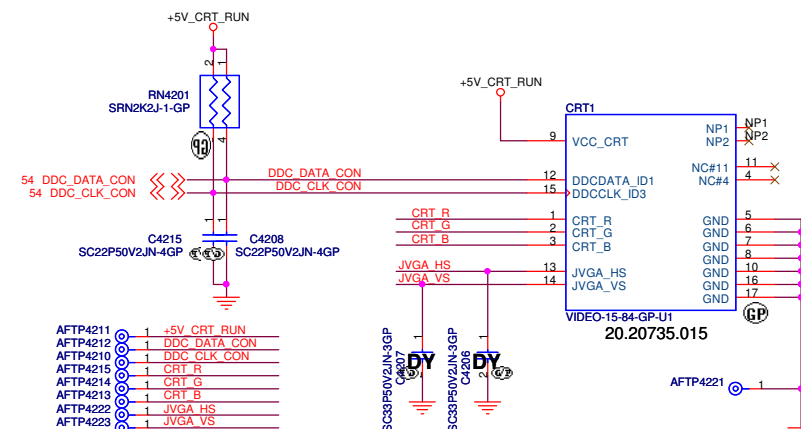 +5V_CRT_RUN
2 1
RN4201
SRN2K2J-1-GP
GP
3 4
54 DDC_DATA_CON
54 DDC_CLK_CON
DDC_DATA_CON
DDC_CLK_CON
1 1
C4215
SC22P50V2JN-4GP
C4208
SC22P50V2JN-4GP
+5V_CRT_RUN
CRT1
9 VCC_CRT
12 DDCDATA_ID1
15 DDCCLK_ID3
CRT_R 1 CRT_R
CRT_G 2 CRT_G
CRT_B 3 CRT_B
JVGA_HS 13 JVGA_HS
JVGA_VS 14 JVGA_VS
NP1 NP1
NP2 NP2
NC#11 11
NC#4 4
GND 5
GND 6
GND 7
GND 8
GND 10
GND 16
GND 17
VIDEO-15-84-GP-U1
GP
20.20735.015
AFTP4211 1 +5V_CRT_RUN
AFTP4212 1 DDC_DATA_CON
AFTP4210 1 DDC_CLK_CON
AFTP4215 1 CRT_R
AFTP4214 1 CRT_G
AFTP4213 1 CRT_B
AFTP4222 1 JVGA_HS
AFTP4223 1 JVGA_VS
SC33P50V2JN-3GP
C4207
1
DY
SC33P50V2JN-3GP
C4206
1
2
DY
AFTP4221 1